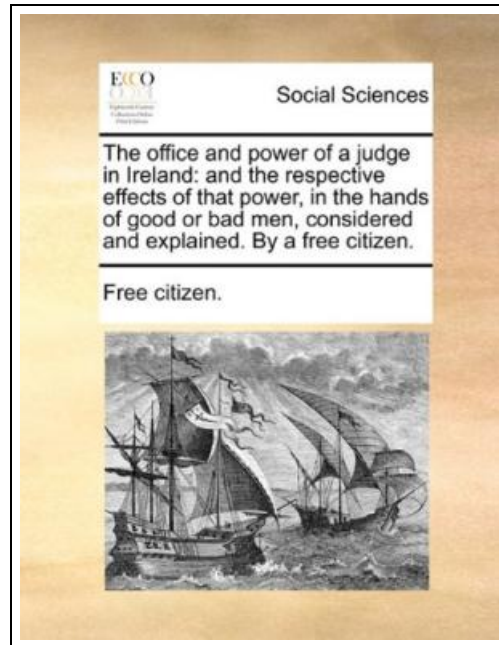 ECCO
Social Sciences
The office and power of a judge
in Ireland: and the respective
effects of that power, in the hands
of good or bad men, considered
and explained. By a free citizen.
Free citizen.